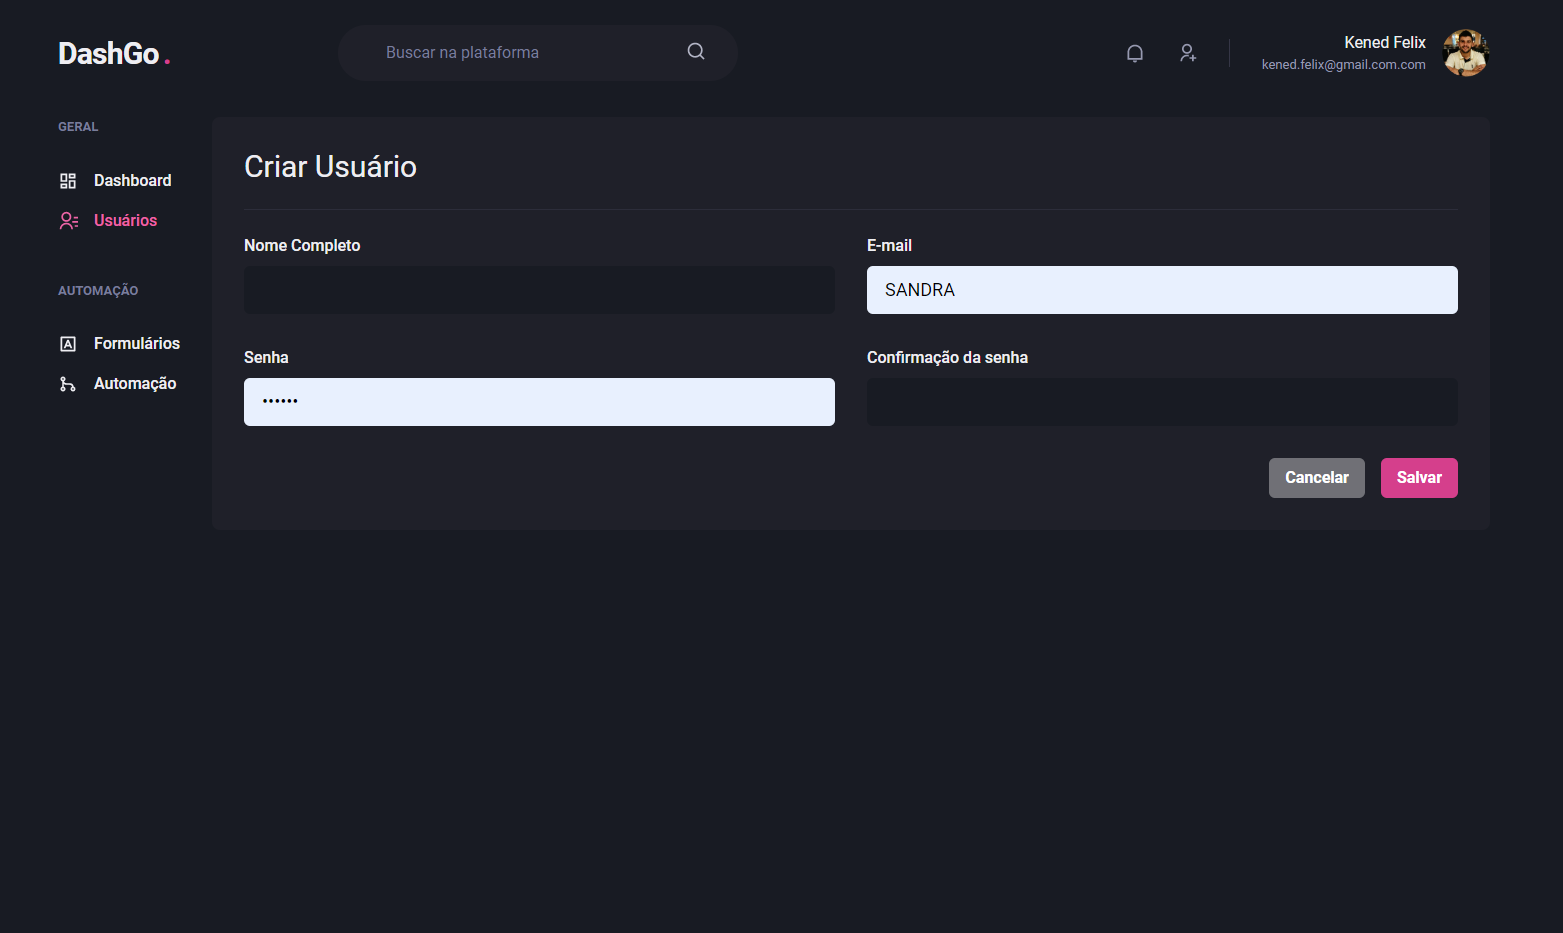 DashGo.
Buscar na plataforma
Kened Felix
kened.felix@gmail.com.com
GERAL
Dashboard
Usuários
AUTOMAÇÃO
Formulários
Automação
Criar Usuário
Nome Completo
E-mail
SANDRA
Senha
••••••
Confirmação da senha
Cancelar
Salvar